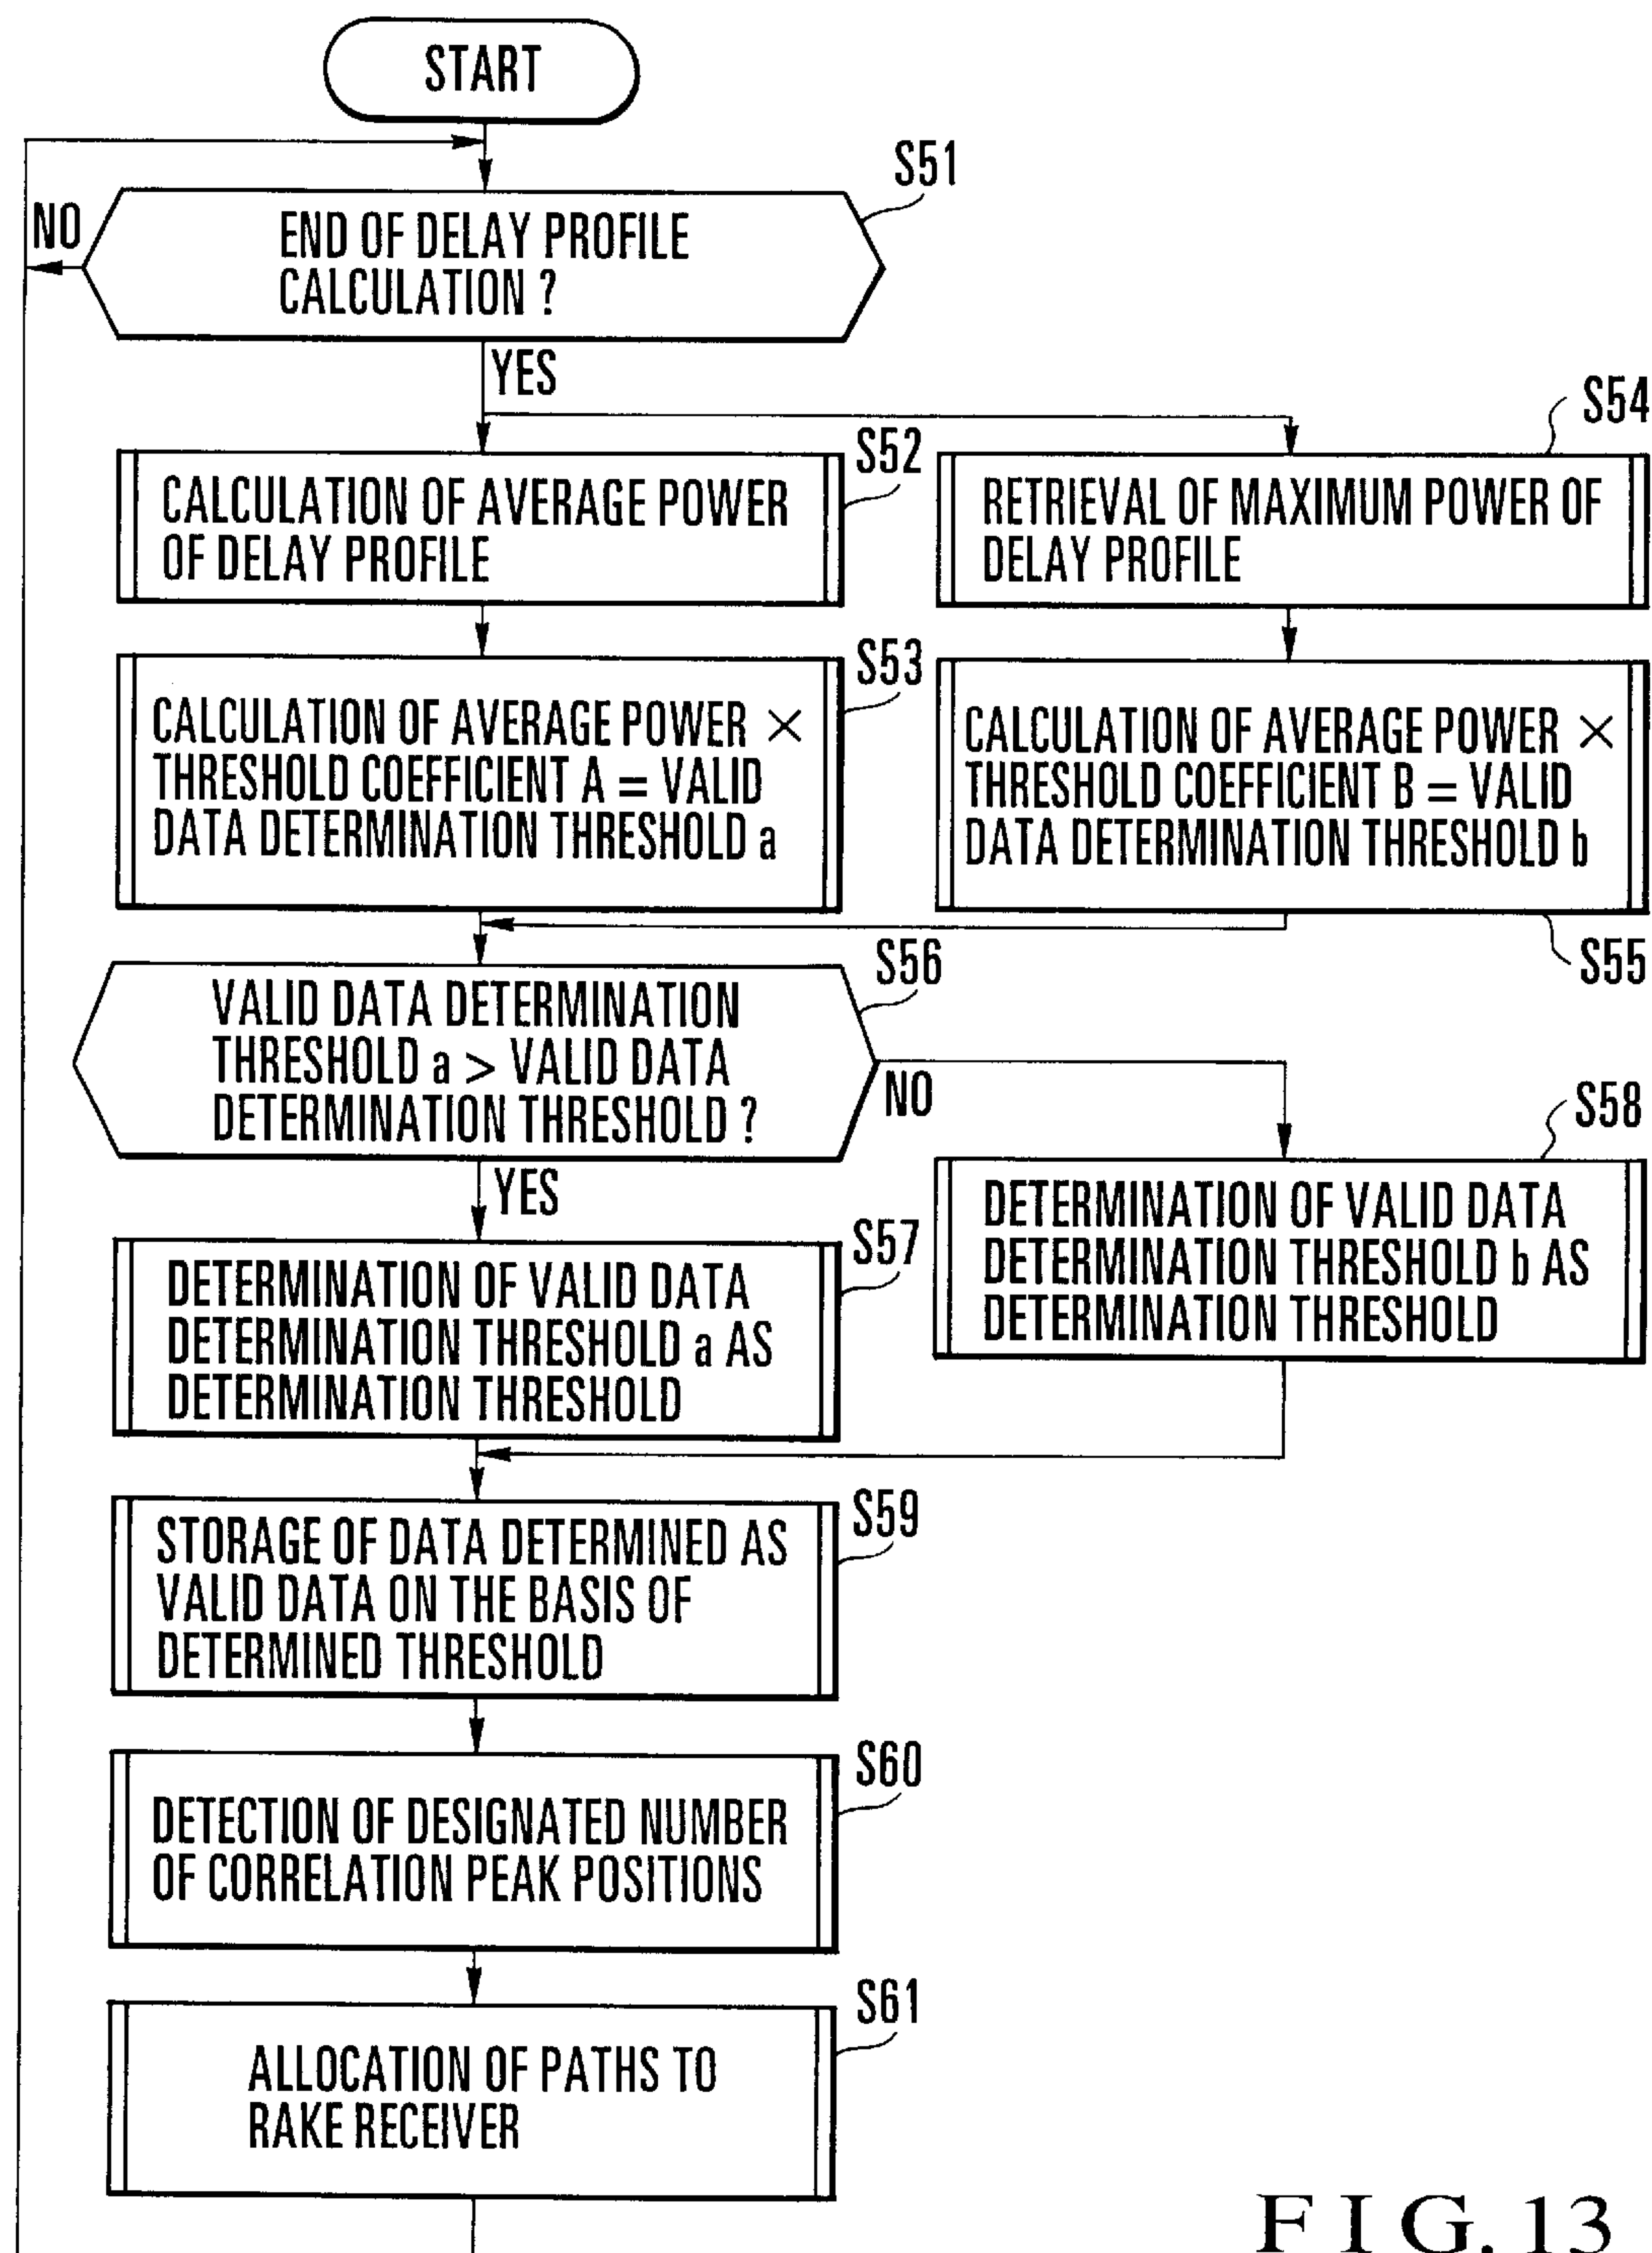 START
S51
NO
END OF DELAY PROFILE
CALCULATION ?
YES
S54
S52
CALCULATION OF AVERAGE POWER
OF DELAY PROFILE
RETRIEVAL OF MAXIMUM POWER OF
DELAY PROFILE
S53
CALCULATION OF AVERAGE POWER ×
THRESHOLD COEFFICIENT A = VALID
DATA DETERMINATION THRESHOLD a
CALCULATION OF AVERAGE POWER ×
THRESHOLD COEFFICIENT B = VALID
DATA DETERMINATION THRESHOLD b
S55
S56
VALID DATA DETERMINATION
THRESHOLD a > VALID DATA
DETERMINATION THRESHOLD ?
NO
YES
S58
DETERMINATION OF VALID DATA
DETERMINATION THRESHOLD b AS
DETERMINATION THRESHOLD
S57
DETERMINATION OF VALID DATA
DETERMINATION THRESHOLD a AS
DETERMINATION THRESHOLD
S59
STORAGE OF DATA DETERMINED AS
VALID DATA ON THE BASIS OF
DETERMINED THRESHOLD
S60
DETECTION OF DESIGNATED NUMBER
OF CORRELATION PEAK POSITIONS
S61
ALLOCATION OF PATHS TO
RAKE RECEIVER
FIG. 13